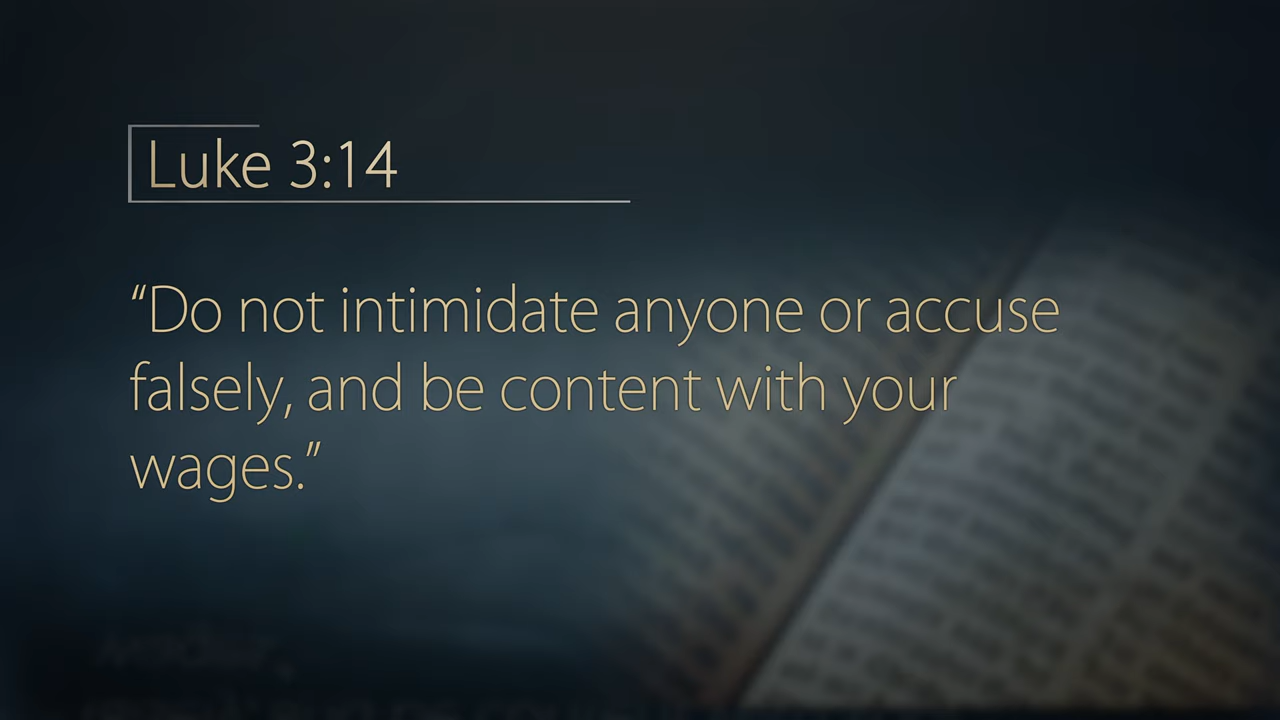 Luke 3:14
“Do not intimidate anyone or accuse
falsely, and be content with your
wages.”